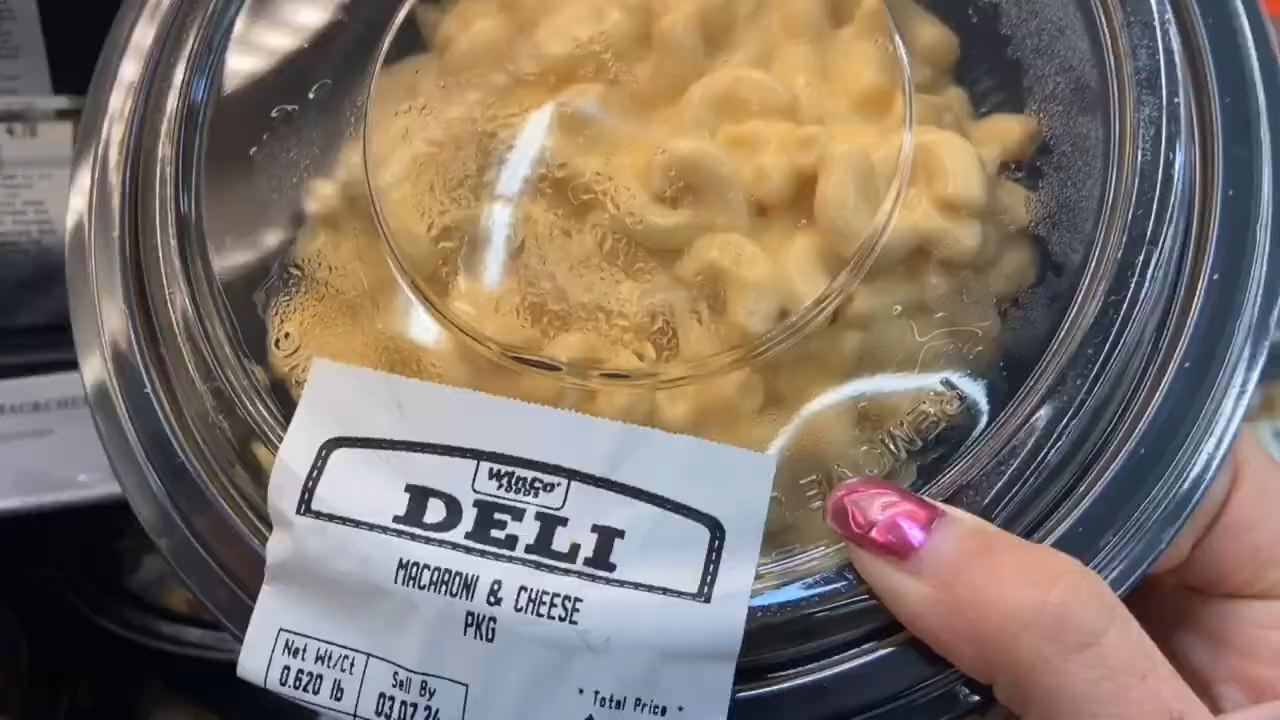 WinCo
FOODS
DELI
MACARONI & CHEESE
PKG
Net Wt/Ct
0.620 lb
Sell By
03.07.24
* Total Price *